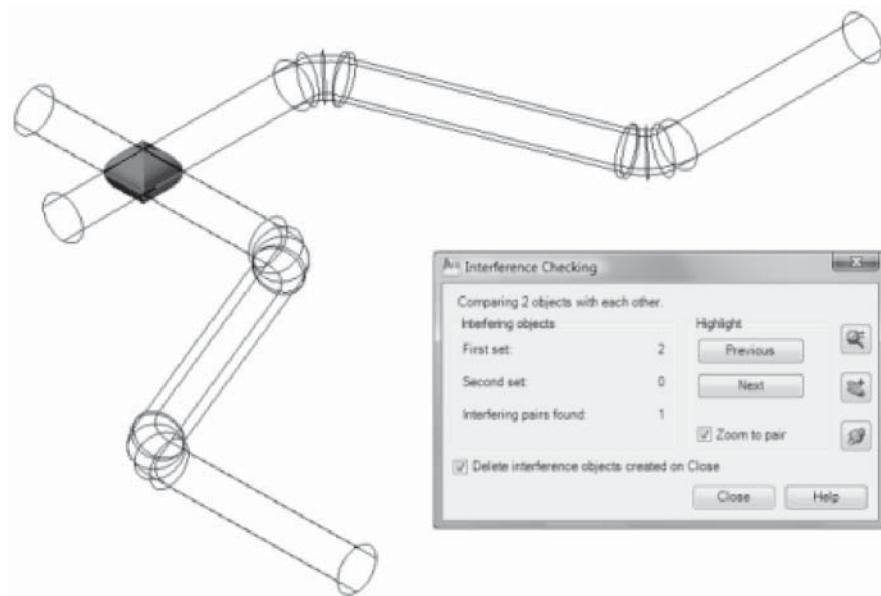 Interference Checking
Comparing 2 objects with each other.
Interfering objects
First set: 2
Second set: 0
Interfering pairs found: 1
Highlight
Previous
Next
Zoom to pair
Delete interference objects created on Close
Close Help